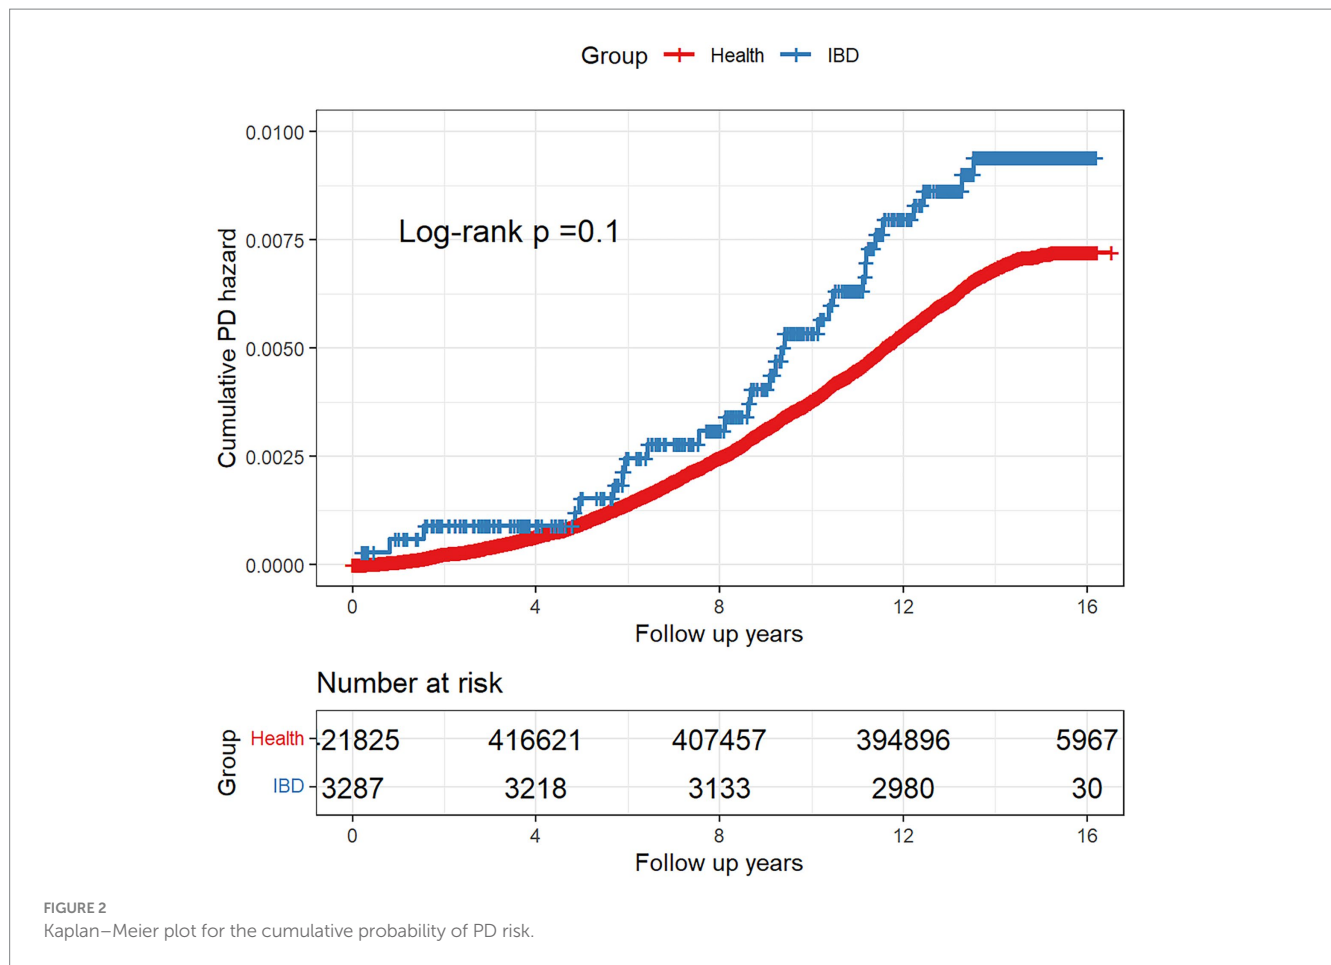 Group Health IBD
0.0100
0.0075
0.0050
0.0025
0.0000
Cumulative PD hazard
Log-rank p =0.1
0 4 8 12 16
Follow up years
Number at risk
Group
Health 21825 416621 407457 394896 5967
IBD 3287 3218 3133 2980 30
0 4 8 12 16
Follow up years
FIGURE 2
Kaplan–Meier plot for the cumulative probability of PD risk.